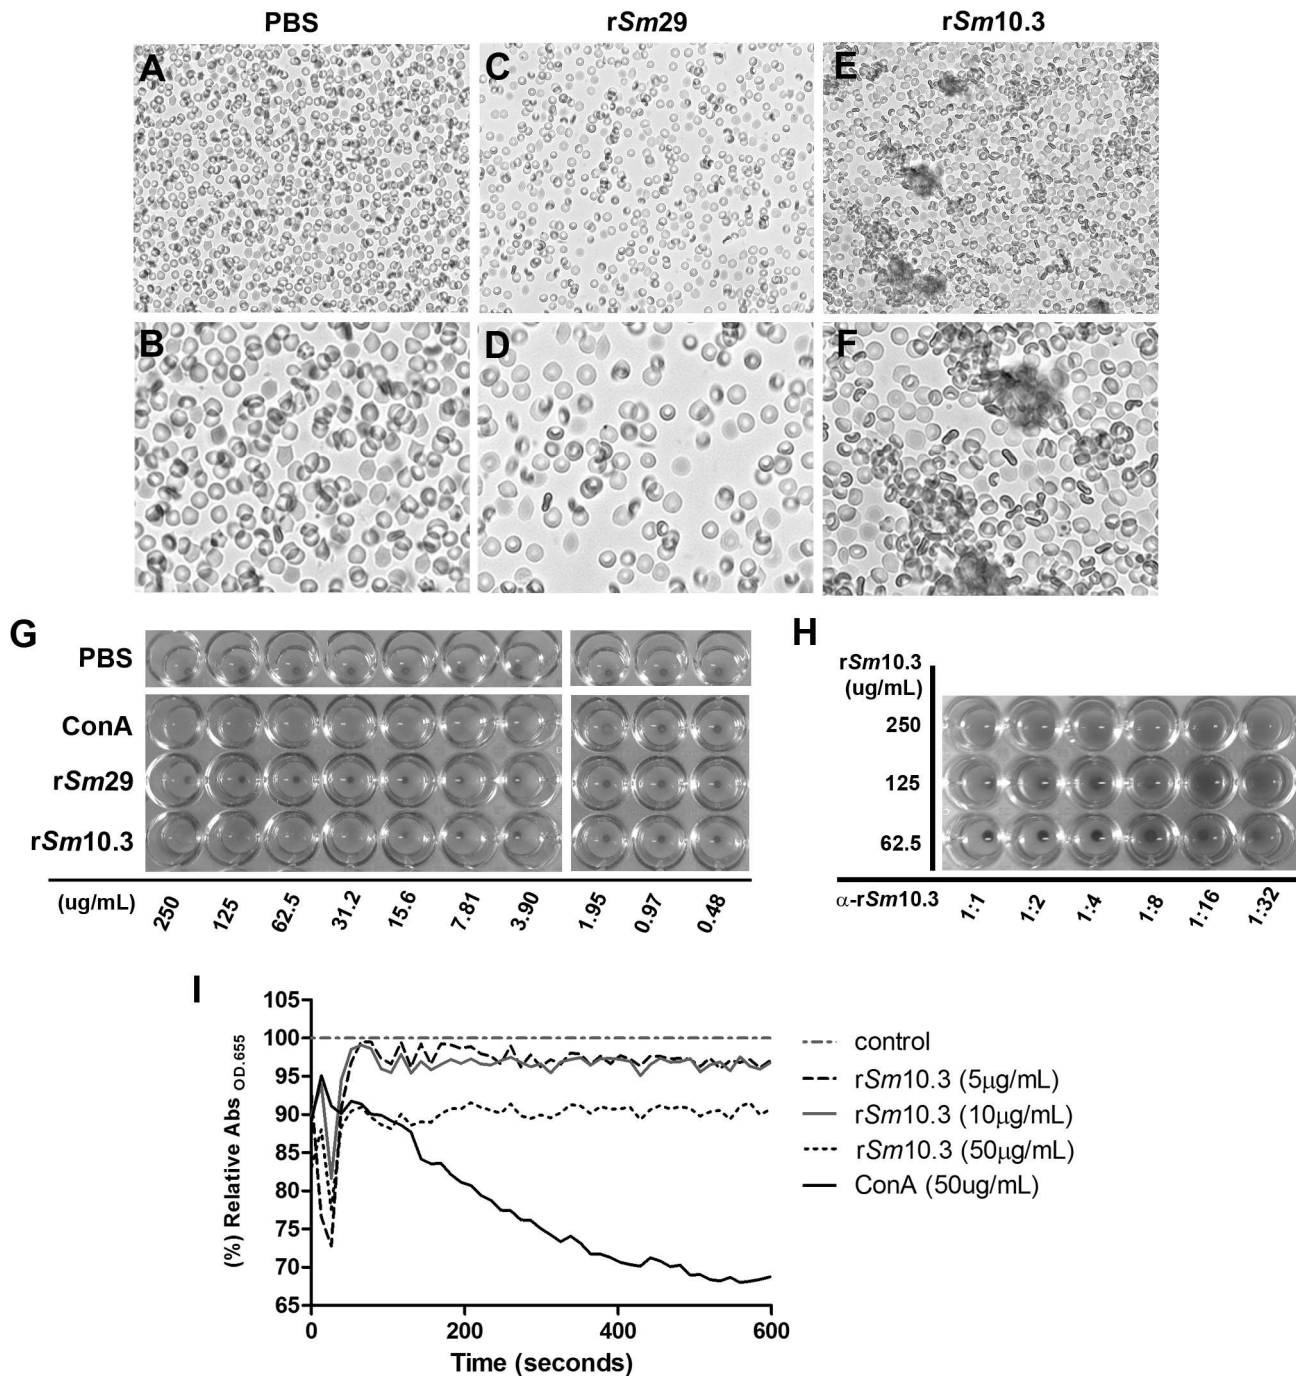 PBS rSm29 rSm10.3
A C E
B D F
G H
PBS
ConA
rSm29
rSm10.3
(ug/mL) 250 125 62.5 31.2 15.6 7.81 3.90 1.95 0.97 0.48
rSm10.3
(ug/mL)
250
125
62.5
α-rSm10.3 1:1 1:2 1:4 1:8 1:16 1:32
I
(%) Relative Abs OD.655
105
100
95
90
85
80
75
70
65
0 200 400 600
Time (seconds)
control
rSm10.3 (5μg/mL)
rSm10.3 (10μg/mL)
rSm10.3 (50μg/mL)
ConA (50ug/mL)